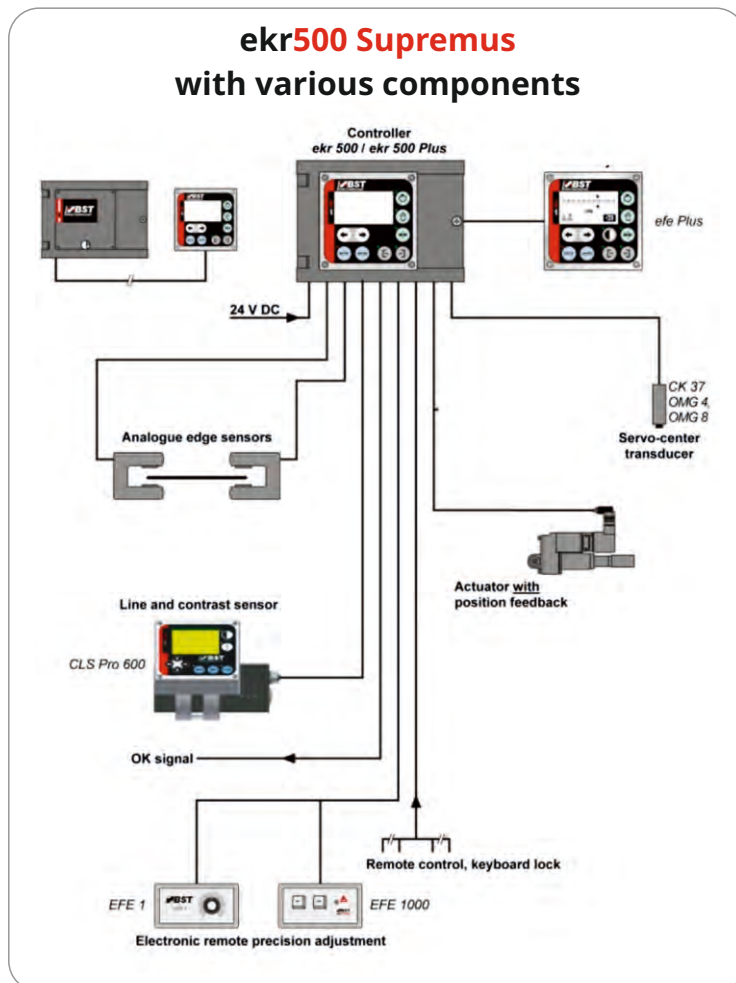 ekr500 Supremus
with various components
Controller
ekr 500 / ekr 500 Plus
BST
BST
BST
BST
efe Plus
24 V DC
CK 37
OMG 4,
OMG 8
Servo-center
transducer
Analogue edge sensors
Actuator with
position feedback
Line and contrast sensor
CLS Pro 600
BST
OK signal
Remote control, keyboard lock
EFE 1
BST
EFE 1000
Electronic remote precision adjustment